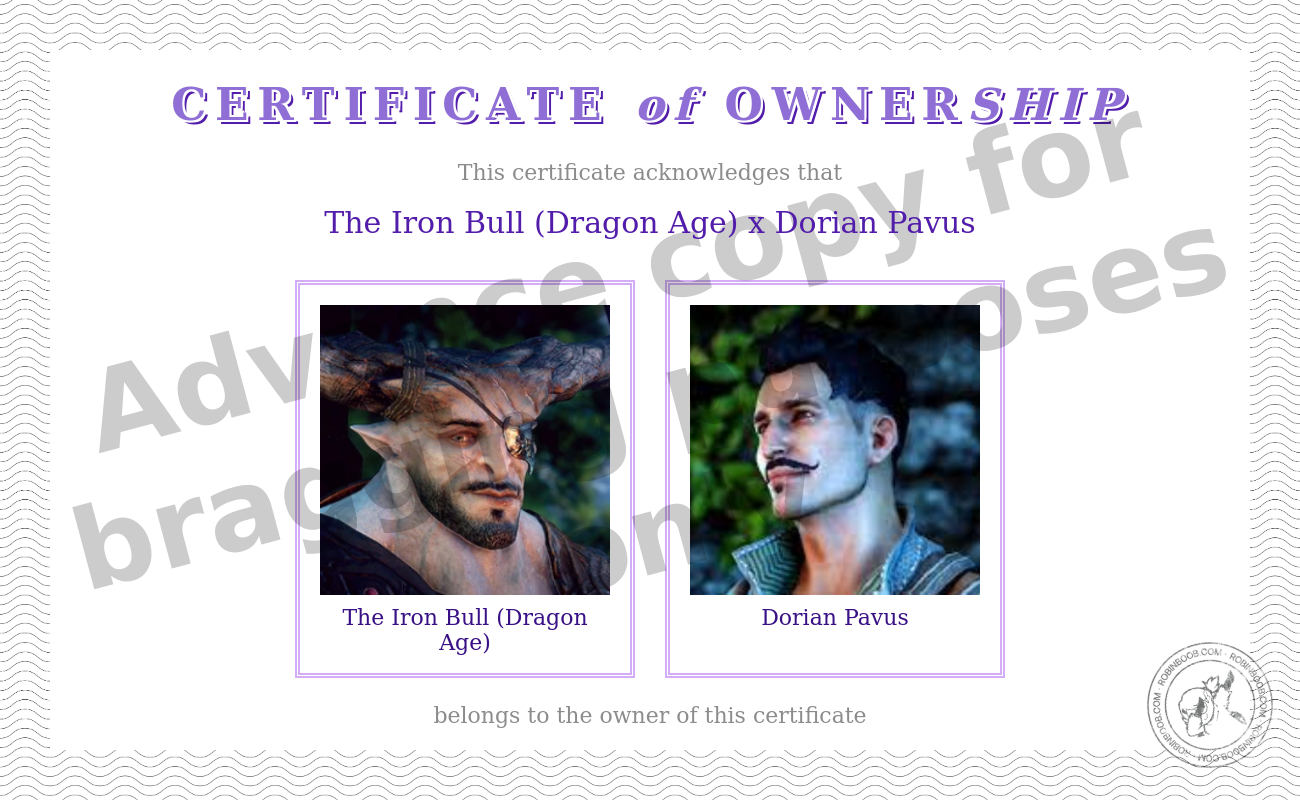 CERTIFICATE of OWNERSHIP
This certificate acknowledges that
The Iron Bull (Dragon Age) x Dorian Pavus
Advance copy for
bragging purposes
only
The Iron Bull (Dragon
Age)
Dorian Pavus
belongs to the owner of this certificate
ROBINBOOB.COM · ROBINBOOB.COM · ROBINBOOB.COM · ROBINBOOB.COM ·